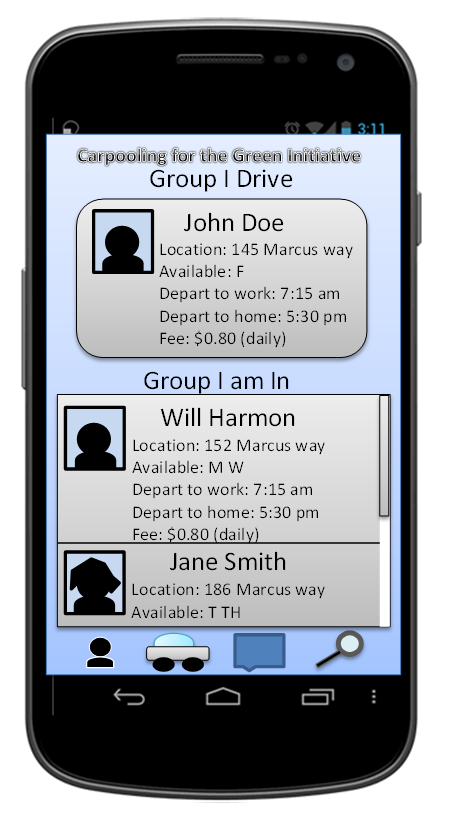 3:11
Carpooling for the Green Initiative
Group I Drive
John Doe
Location: 145 Marcus way
Available: F
Depart to work: 7:15 am
Depart to home: 5:30 pm
Fee: $0.80 (daily)
Group I am In
Will Harmon
Location: 152 Marcus way
Available: M W
Depart to work: 7:15 am
Depart to home: 5:30 pm
Fee: $0.80 (daily)
Jane Smith
Location: 186 Marcus way
Available: T TH